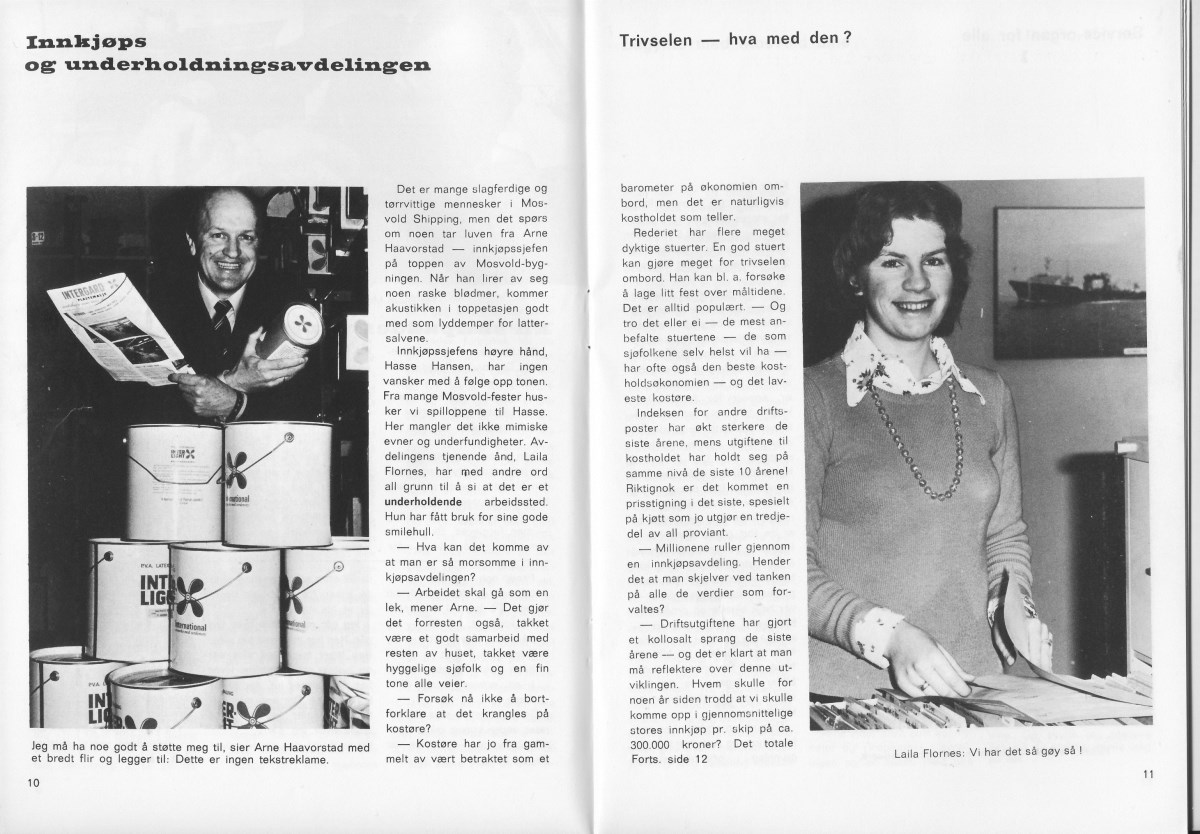 Innkjøps
og underholdningsavdelingen
INTERGARD
PLASTEMALJE
International
P.V.A. LATEX
International
P.V.A.
Jeg må ha noe godt å støtte meg til, sier Arne Haavorstad med
et bredt flir og legger til: Dette er ingen tekstreklame.
10
Det er mange slagferdige og
tørrvittige mennesker i Mos-
vold Shipping, men det spørs
om noen tar luven fra Arne
Haavorstad — innkjøpssjefen
på toppen av Mosvold-byg-
ningen. Når han lirer av seg
noen raske blødmer, kommer
akustikken i toppetasjen godt
med som lyddemper for latter-
salvene.
Innkjøpssjefens høyre hånd,
Hasse Hansen, har ingen
vansker med å følge opp tonen.
Fra mange Mosvold-fester hus-
ker vi spilloppene til Hasse.
Her mangler det ikke mimiske
evner og underfundigheter. Av-
delingens tjenende ånd, Laila
Flornes, har med andre ord
all grunn til å si at det er et
underholdende arbeidssted.
Hun har fått bruk for sine gode
smilehull.
— Hva kan det komme av
at man er så morsomme i inn-
kjøpsavdelingen?
— Arbeidet skal gå som en
lek, mener Arne. — Det gjør
det forresten også, takket
være et godt samarbeid med
resten av huset, takket være
hyggelige sjøfolk og en fin
tone alle veier.
— Forsøk nå ikke å bort-
forklare at det krangles på
kostøre?
— Kostøre har jo fra gam-
melt av vært betraktet som et
Trivselen — hva med den?
barometer på økonomien om-
bord, men det er naturligvis
kostholdet som teller.
Rederiet har flere meget
dyktige stuerter. En god stuert
kan gjøre meget for trivselen
ombord. Han kan bl. a. forsøke
å lage litt fest over måltidene.
Det er alltid populært. — Og
tro det eller ei — de mest an-
befalte stuertene — de som
sjøfolkene selv helst vil ha —
har ofte også den beste kost-
holdsøkonomien — og det lav-
este kostøre.
Indeksen for andre drifts-
poster har økt sterkere de
siste årene, mens utgiftene til
kostholdet har holdt seg på
samme nivå de siste 10 årene!
Riktignok er det kommet en
prisstigning i det siste, spesielt
på kjøtt som jo utgjør en tredje-
del av all proviant.
— Millionene ruller gjennom
en innkjøpsavdeling. Hender
det at man skjelver ved tanken
på alle de verdier som for-
valtes?
— Driftsutgiftene har gjort
et kollosalt sprang de siste
årene — og det er klart at man
må reflektere over denne ut-
viklingen. Hvem skulle for
noen år siden trodd at vi skulle
komme opp i gjennomsnittelige
stores innkjøp pr. skip på ca.
300.000 kroner? Det totale
Forts. side 12
Laila Flornes: Vi har det så gøy så !
11